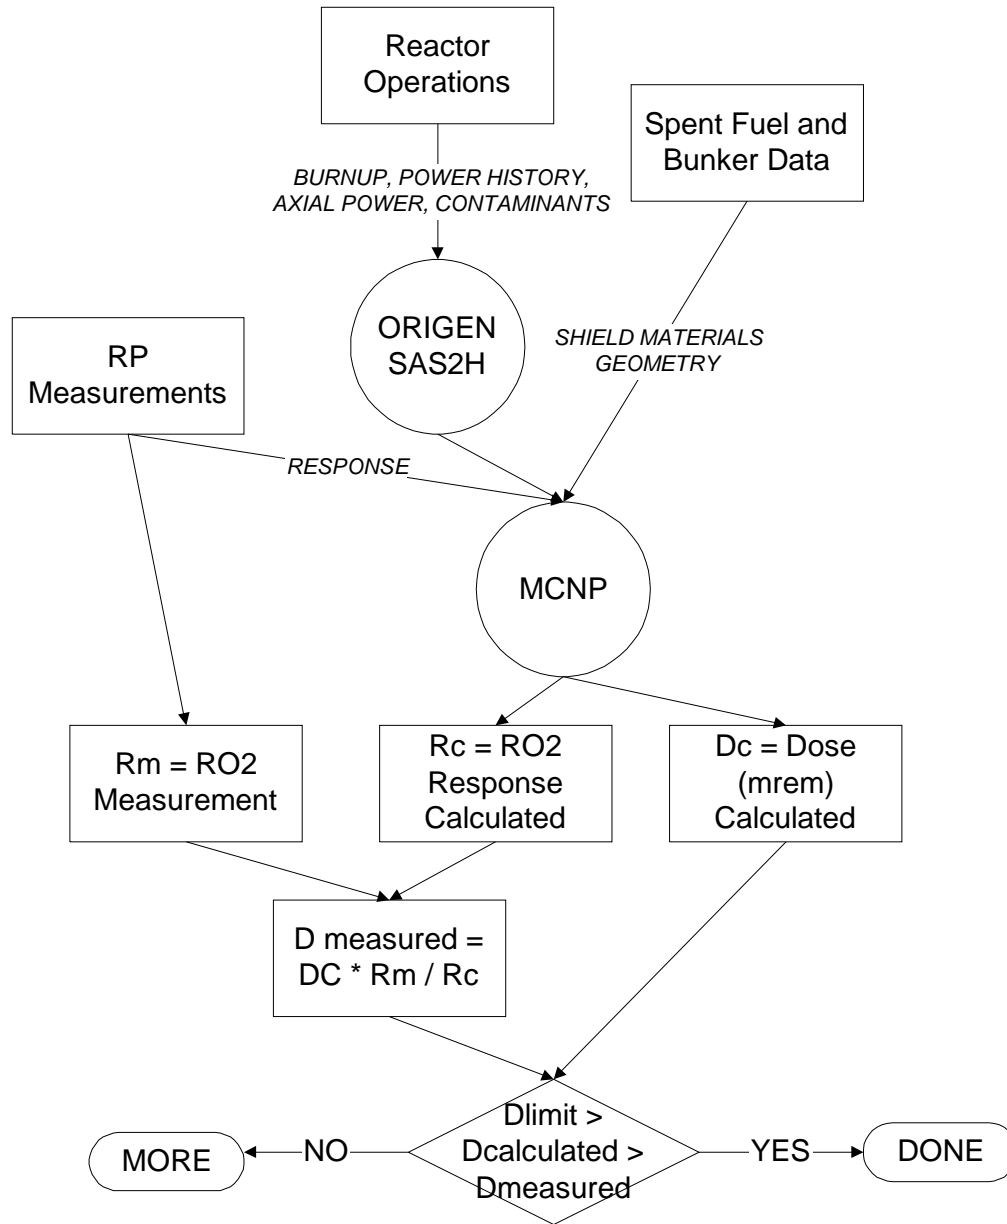 Reactor
Operations
Spent Fuel and
Bunker Data
BURNUP, POWER HISTORY,
AXIAL POWER, CONTAMINANTS
ORIGEN
SAS2H
SHIELD MATERIALS
GEOMETRY
RP
Measurements
RESPONSE
MCNP
Rm = RO2
Measurement
Rc = RO2
Response
Calculated
Dc = Dose
(mrem)
Calculated
D measured =
DC * Rm / Rc
Dlimit >
Dcalculated >
Dmeasured
MORE
NO
YES
DONE